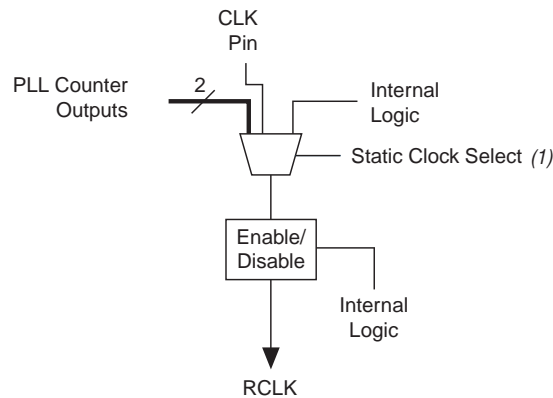 CLK
Pin
PLL Counter
Outputs
2
Internal
Logic
Static Clock Select (1)
Enable/
Disable
Internal
Logic
RCLK